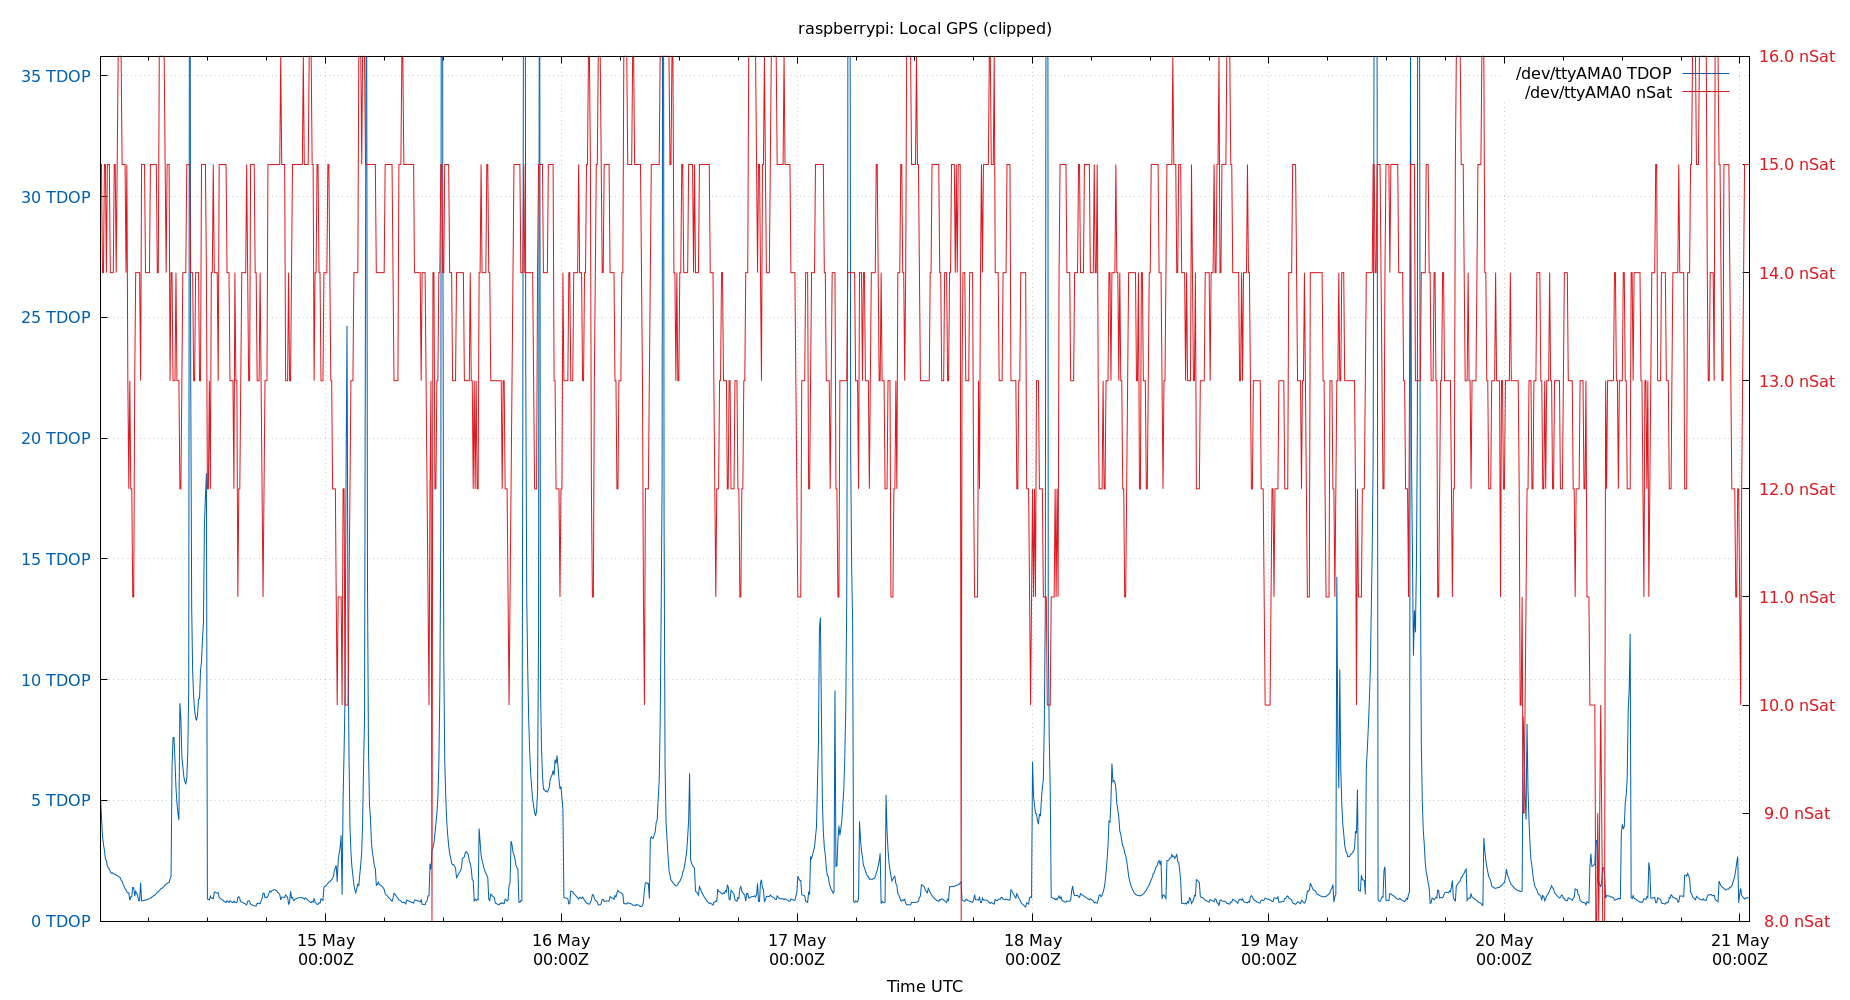 raspberrypi: Local GPS (clipped)
/dev/ttyAMA0 TDOP
/dev/ttyAMA0 nSat
35 TDOP
30 TDOP
25 TDOP
20 TDOP
15 TDOP
10 TDOP
5 TDOP
0 TDOP
16.0 nSat
15.0 nSat
14.0 nSat
13.0 nSat
12.0 nSat
11.0 nSat
10.0 nSat
9.0 nSat
8.0 nSat
15 May
00:00Z
16 May
00:00Z
17 May
00:00Z
18 May
00:00Z
19 May
00:00Z
20 May
00:00Z
21 May
00:00Z
Time UTC